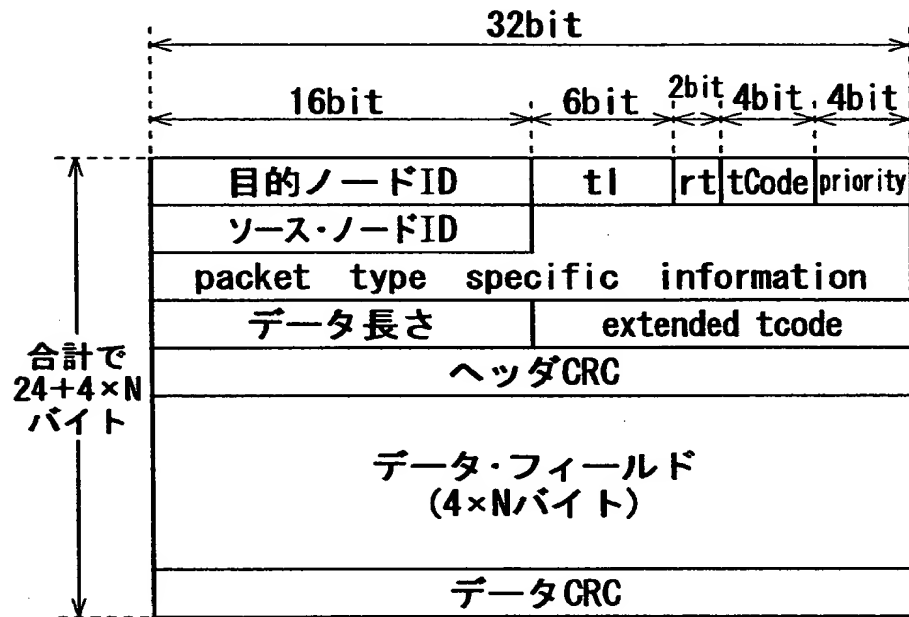 32bit
16bit 6bit 2bit 4bit 4bit
目的ノードID tl rt tCode priority
ソース・ノードID
packet type specific information
データ長さ extended tcode
ヘッダCRC
合計で
24+4×N
バイト
データ・フィールド
(4×Nバイト)
データCRC